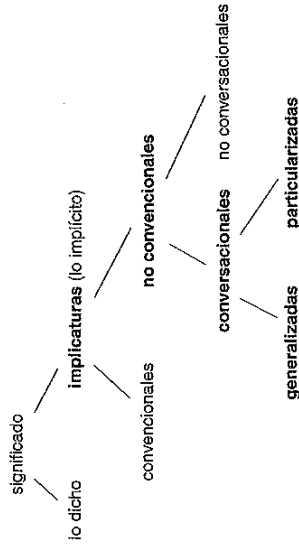 significado
lo dicho
implicaturas (lo implícito)
convencionales
no convencionales
conversacionales
no conversacionales
generalizadas
particularizadas